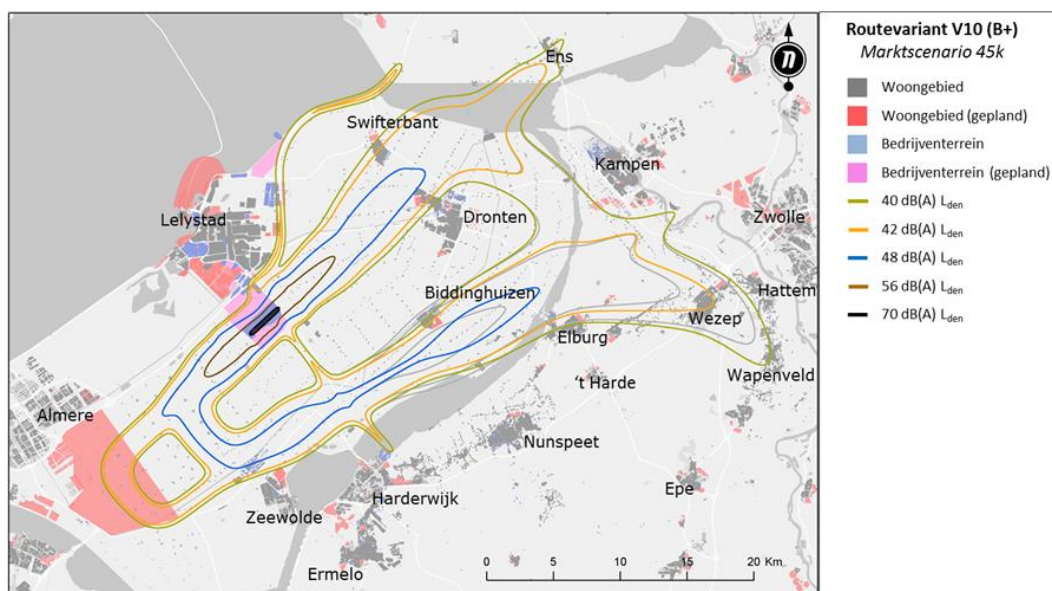 Ens
Swifterbant
Kampen
Lelystad
Dronten
Zwolle
Biddinghuizen
Hattem
Wezep
Elburg
Wapenveld
't Harde
Almere
Nunspeet
Epe
Harderwijk
Zeewolde
Ermelo
0 5 10 15 20 Km
n
Routevariant V10 (B+)
Marktscenario 45k
Woongebied
Woongebied (gepland)
Bedrijventerrein
Bedrijventerrein (gepland)
40 dB(A) Lden
42 dB(A) Lden
48 dB(A) Lden
56 dB(A) Lden
70 dB(A) Lden